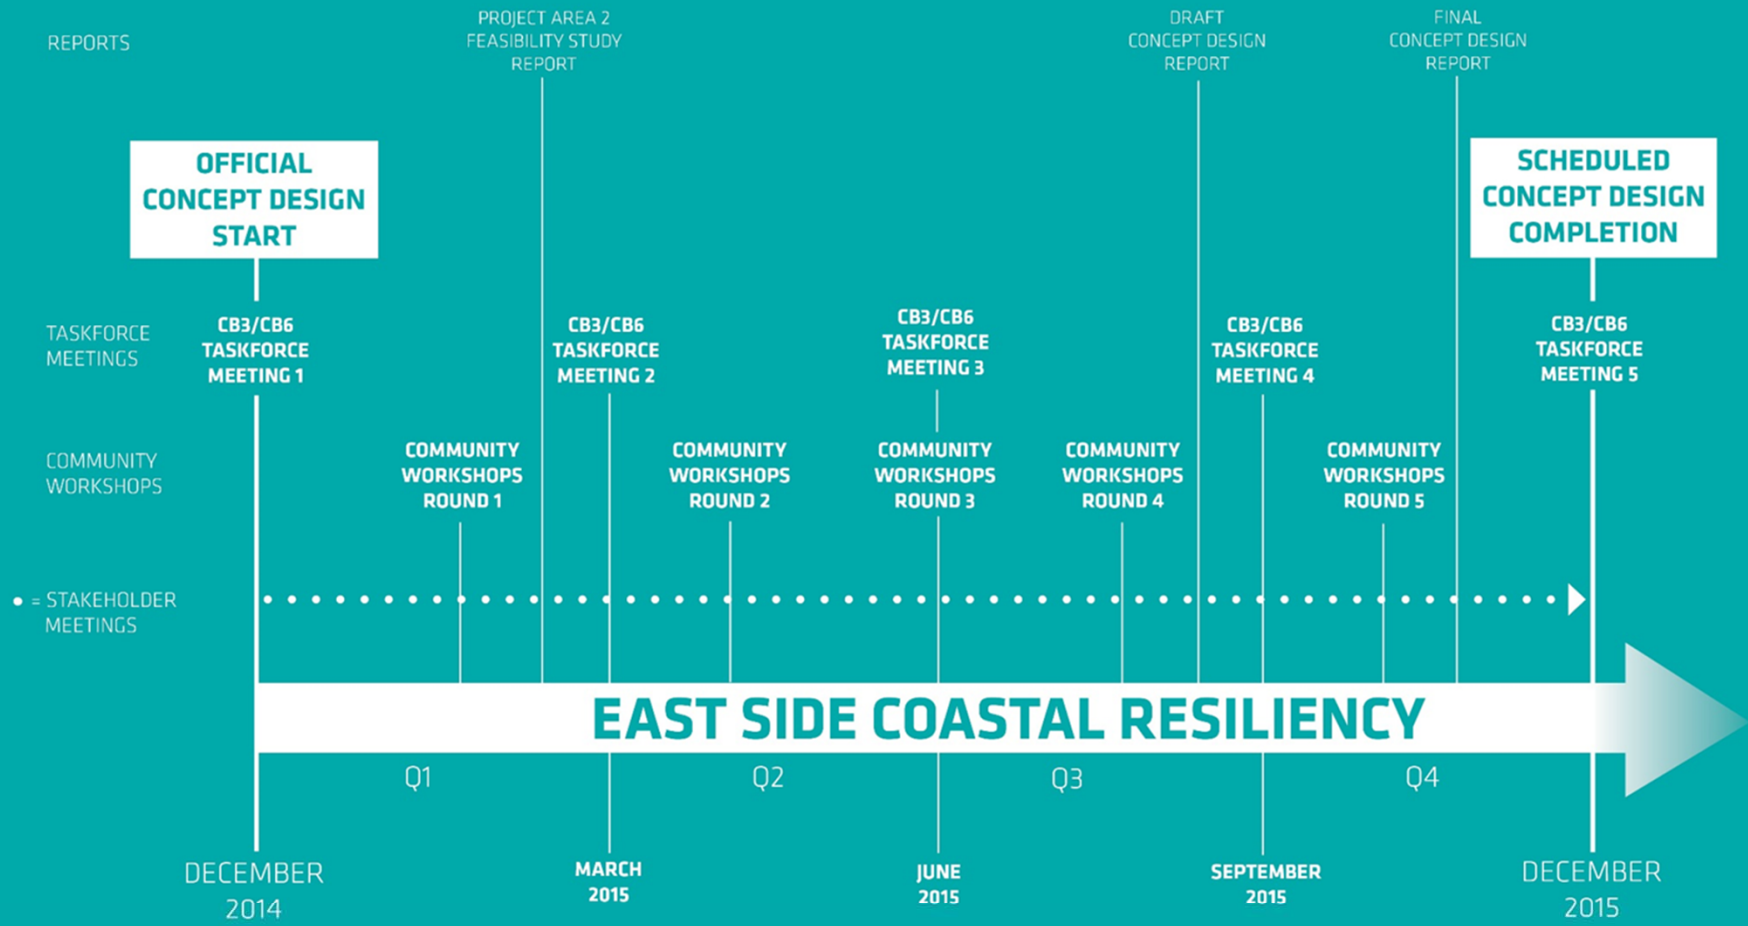 REPORTS
PROJECT AREA 2
FEASIBILITY STUDY
REPORT
DRAFT
CONCEPT DESIGN
REPORT
FINAL
CONCEPT DESIGN
REPORT
OFFICIAL
CONCEPT DESIGN
START
SCHEDULED
CONCEPT DESIGN
COMPLETION
TASKFORCE
MEETINGS
CB3/CB6
TASKFORCE
MEETING 1
CB3/CB6
TASKFORCE
MEETING 2
CB3/CB6
TASKFORCE
MEETING 3
CB3/CB6
TASKFORCE
MEETING 4
CB3/CB6
TASKFORCE
MEETING 5
COMMUNITY
WORKSHOPS
COMMUNITY
WORKSHOPS
ROUND 1
COMMUNITY
WORKSHOPS
ROUND 2
COMMUNITY
WORKSHOPS
ROUND 3
COMMUNITY
WORKSHOPS
ROUND 4
COMMUNITY
WORKSHOPS
ROUND 5
= STAKEHOLDER
MEETINGS
EAST SIDE COASTAL RESILIENCY
Q1
Q2
Q3
Q4
DECEMBER
2014
MARCH
2015
JUNE
2015
SEPTEMBER
2015
DECEMBER
2015